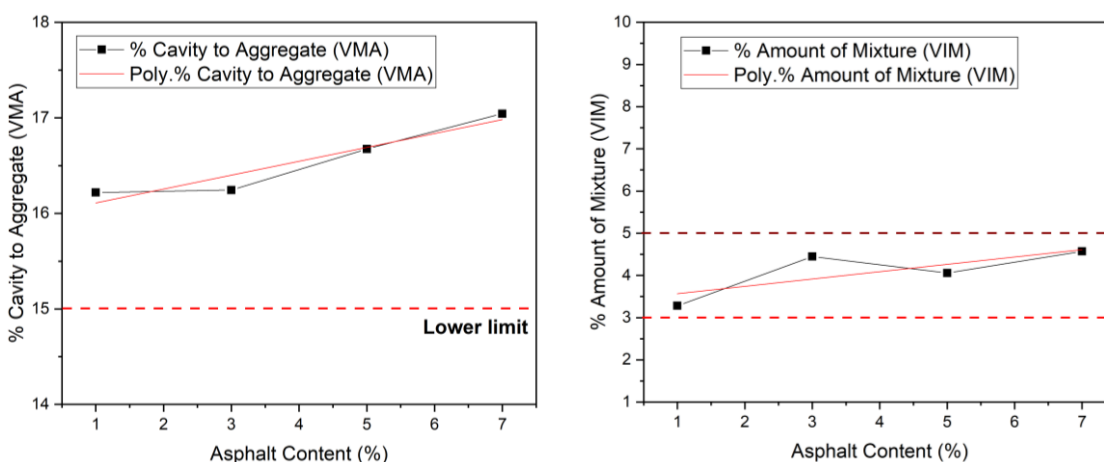 % Cavity to Aggregate (VMA)
18
17
16
15
14
% Cavity to Aggregate (VMA)
Poly.% Cavity to Aggregate (VMA)
Lower limit
1 2 3 4 5 6 7
Asphalt Content (%)
% Amount of Mixture (VIM)
10
9
8
7
6
5
4
3
2
1
% Amount of Mixture (VIM)
Poly.% Amount of Mixture (VIM)
1 2 3 4 5 6 7
Asphalt Content (%)